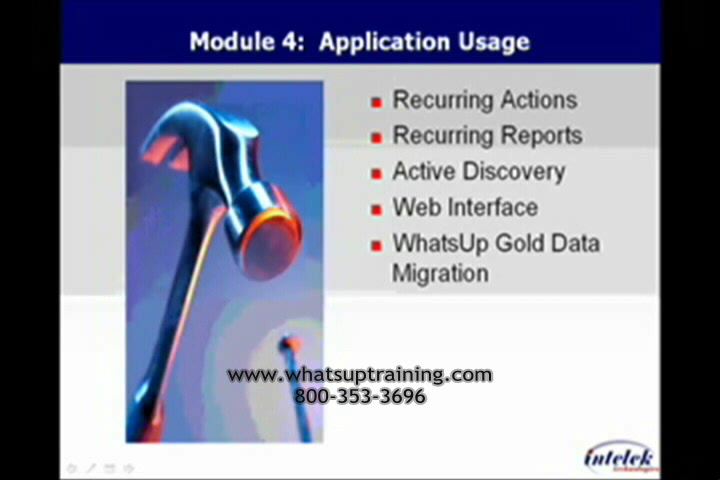 Module 4: Application Usage
Recurring Actions
Recurring Reports
Active Discovery
Web Interface
WhatsUp Gold Data
Migration
www.whatsuptraining.com
800-353-3696
intelek
technologies